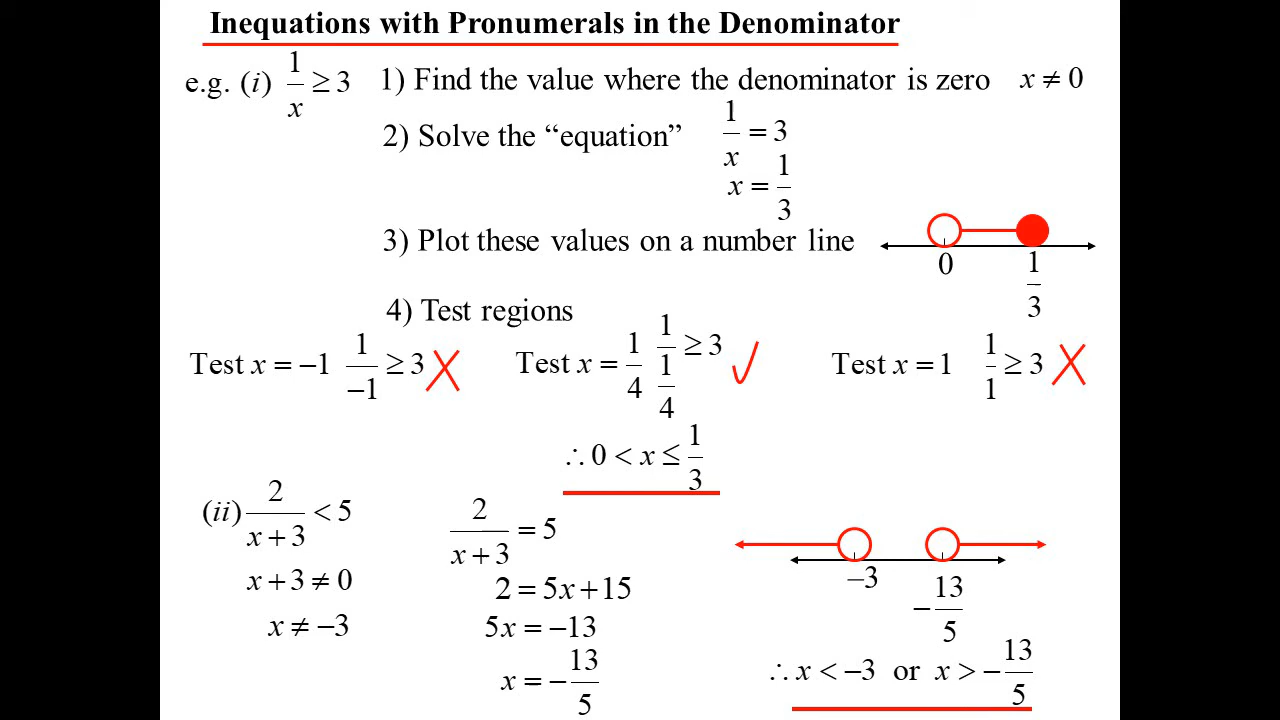 Inequations with Pronumerals in the Denominator
e.g. (i) 1/x ≥ 3 1) Find the value where the denominator is zero x ≠ 0
2) Solve the “equation” 1/x = 3
x = 1/3
3) Plot these values on a number line
0 1/3
4) Test regions
Test x = −1 1/−1 ≥ 3 Test x = 1/4 1/(1/4) ≥ 3 Test x = 1 1/1 ≥ 3
∴ 0 < x ≤ 1/3
(ii) 2/(x + 3) < 5 2/(x + 3) = 5
x + 3 ≠ 0 2 = 5x + 15 −3 −13/5
x ≠ −3 5x = −13
x = −13/5 ∴ x < −3 or x > −13/5